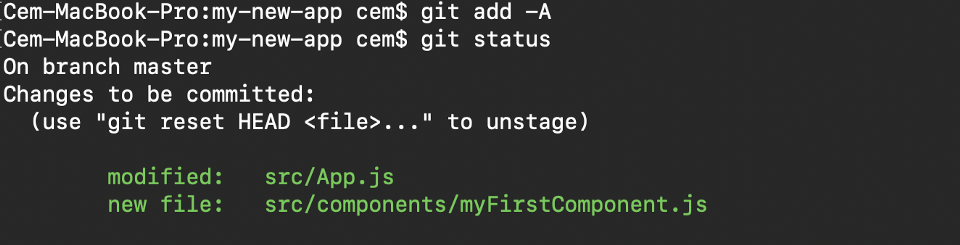 [Cem-MacBook-Pro:my-new-app cem$ git add -A
[Cem-MacBook-Pro:my-new-app cem$ git status
On branch master
Changes to be committed:
  (use "git reset HEAD <file>..." to unstage)

        modified:   src/App.js
        new file:   src/components/myFirstComponent.js